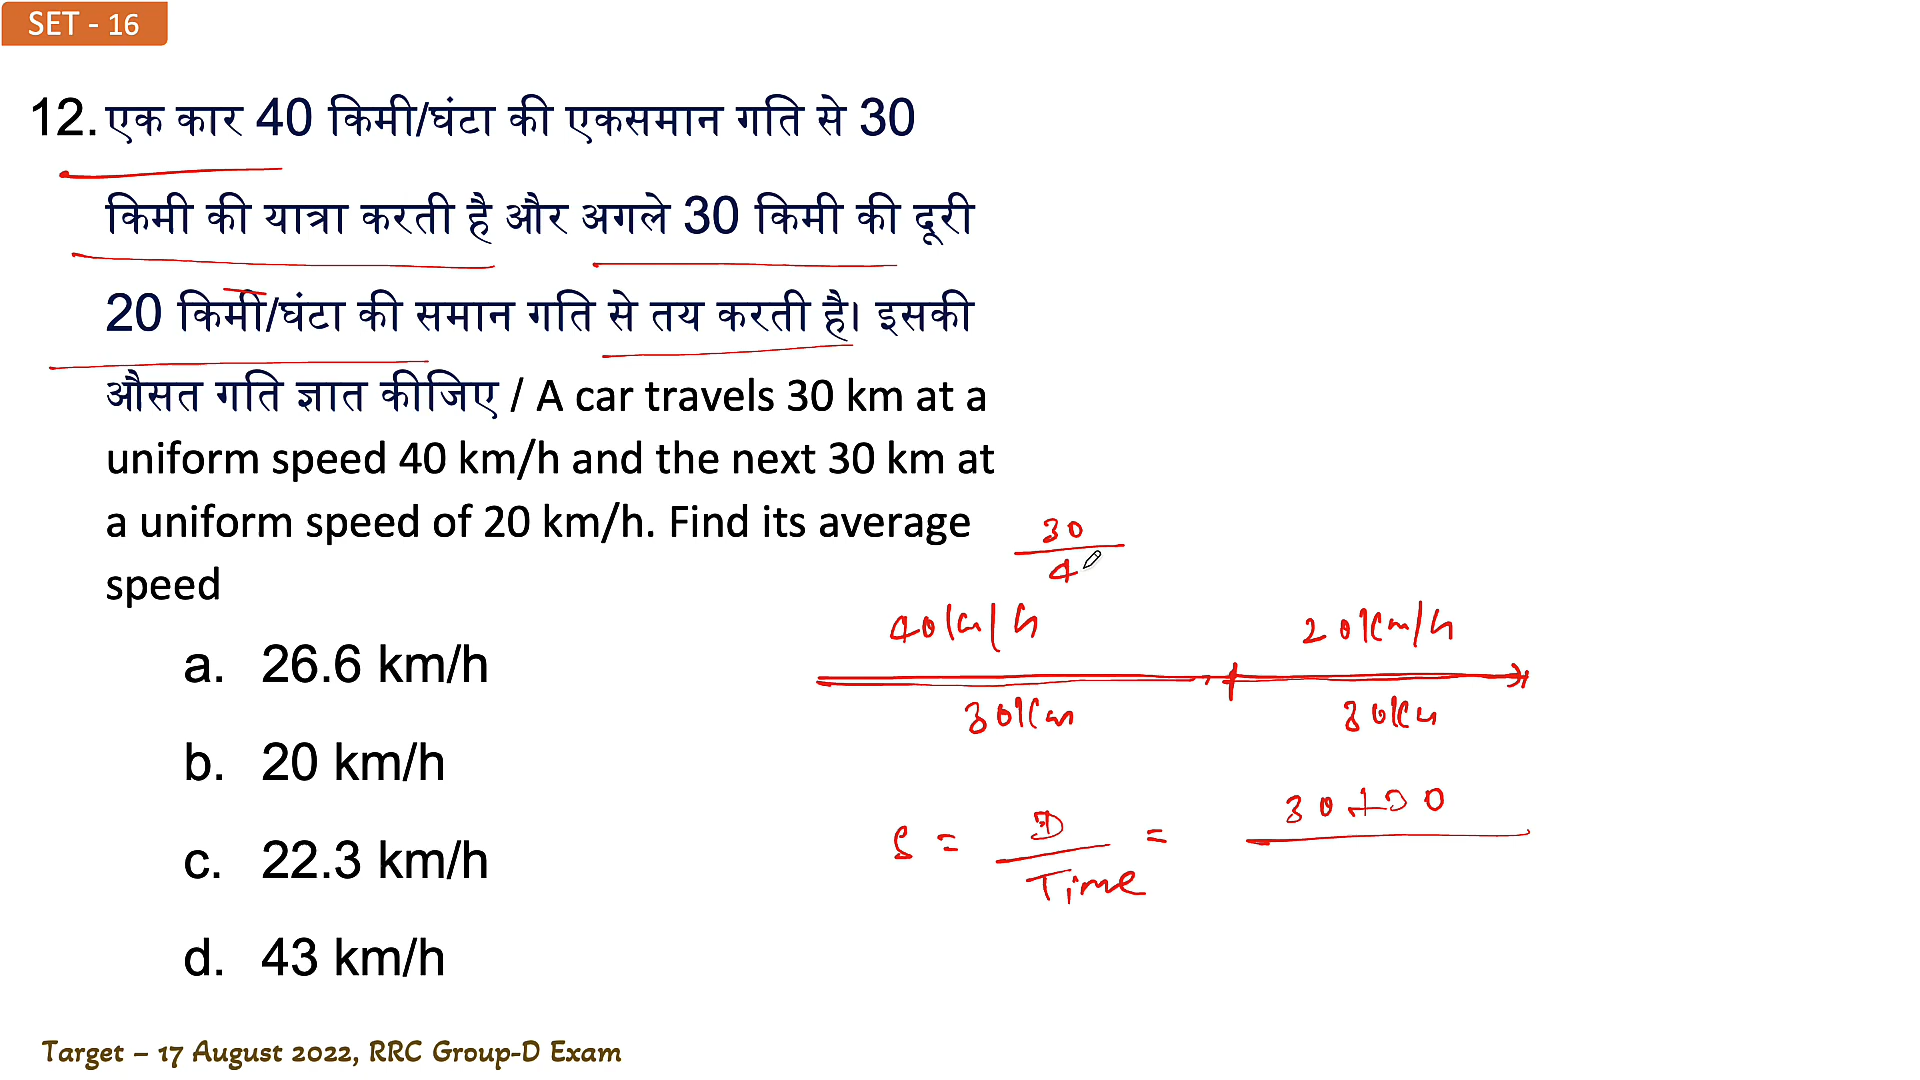 SET - 16
12. एक कार 40 किमी/घंटा की एकसमान गति से 30
किमी की यात्रा करती है और अगले 30 किमी की दूरी
20 किमी/घंटा की समान गति से तय करती है। इसकी
औसत गति ज्ञात कीजिए / A car travels 30 km at a
uniform speed 40 km/h and the next 30 km at
a uniform speed of 20 km/h. Find its average
speed
a. 26.6 km/h
b. 20 km/h
c. 22.3 km/h
d. 43 km/h
30
4
40km/h 20km/h
30km 30km
S = D = 30+30
Time
Target – 17 August 2022, RRC Group-D Exam